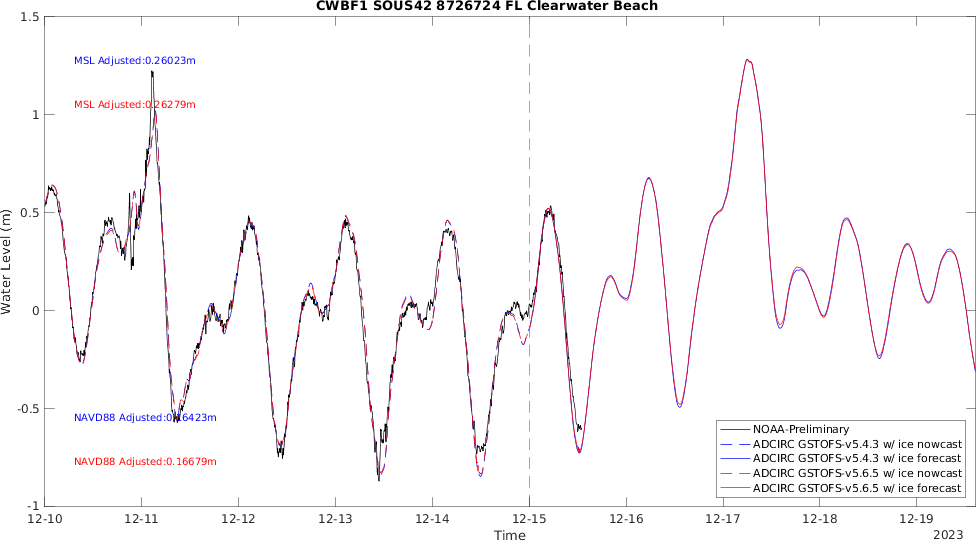 CWBF1 SOUS42 8726724 FL Clearwater Beach
1.5
1
0.5
0
-0.5
-1
Water Level (m)
MSL Adjusted:0.26023m
MSL Adjusted:0.26279m
NAVD88 Adjusted:0.16423m
NAVD88 Adjusted:0.16679m
NOAA-Preliminary
ADCIRC GSTOFS-v5.4.3 w/ ice nowcast
ADCIRC GSTOFS-v5.4.3 w/ ice forecast
ADCIRC GSTOFS-v5.6.5 w/ ice nowcast
ADCIRC GSTOFS-v5.6.5 w/ ice forecast
12-10 12-11 12-12 12-13 12-14 12-15 12-16 12-17 12-18 12-19
Time
2023